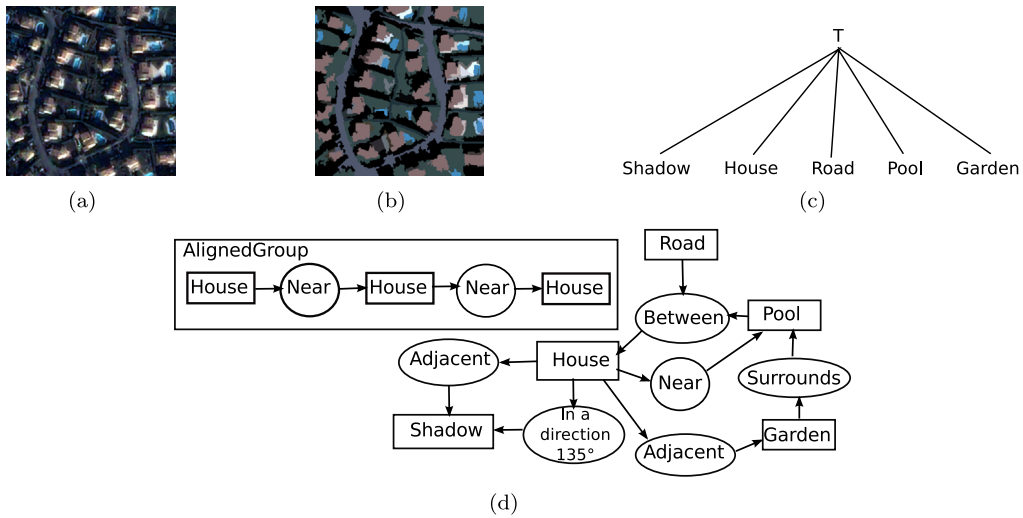 T
Shadow House Road Pool Garden
(a) (b) (c)
AlignedGroup
House Near House Near House
Road
Between Pool
Adjacent House Near Surrounds
Shadow In a direction 135° Adjacent Garden
(d)